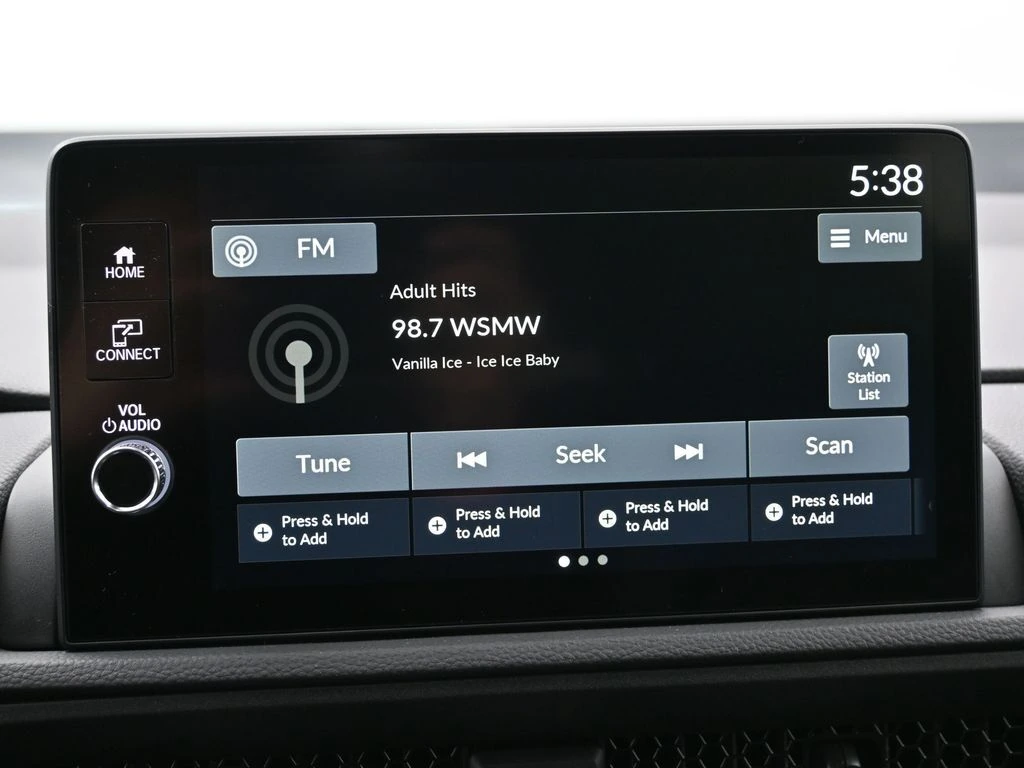 5:38
HOME
CONNECT
VOL
AUDIO
FM
Menu
Adult Hits
98.7 WSMW
Vanilla Ice - Ice Ice Baby
Station
List
Tune
Seek
Scan
Press & Hold
to Add
Press & Hold
to Add
Press & Hold
to Add
Press & Hold
to Add